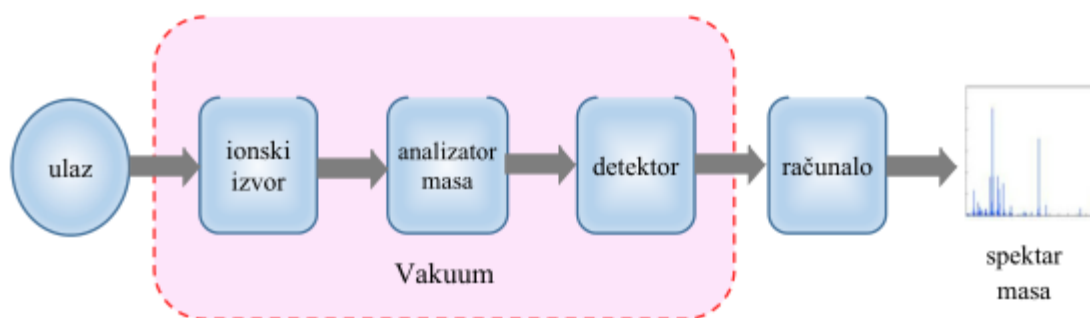 ulaz
ionski
izvor
analizator
masa
detektor
računalo
Vakuum
spektar
masa